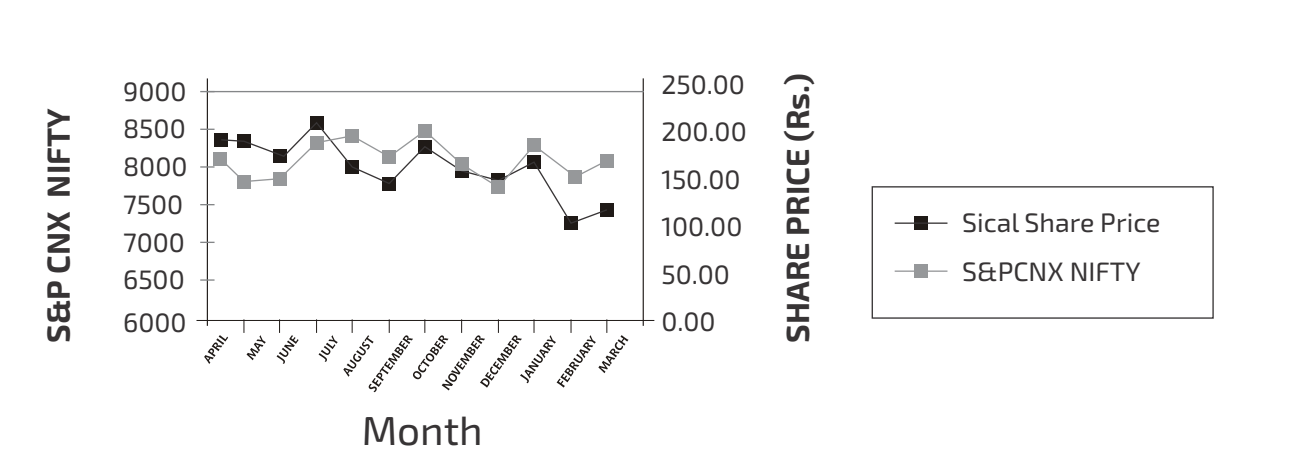 S&P CNX NIFTY
9000
8500
8000
7500
7000
6500
6000
250.00
200.00
150.00
100.00
50.00
0.00
SHARE PRICE (Rs.)
APRIL
MAY
JUNE
JULY
AUGUST
SEPTEMBER
OCTOBER
NOVEMBER
DECEMBER
JANUARY
FEBRUARY
MARCH
Month
Sical Share Price
S&PCNX NIFTY